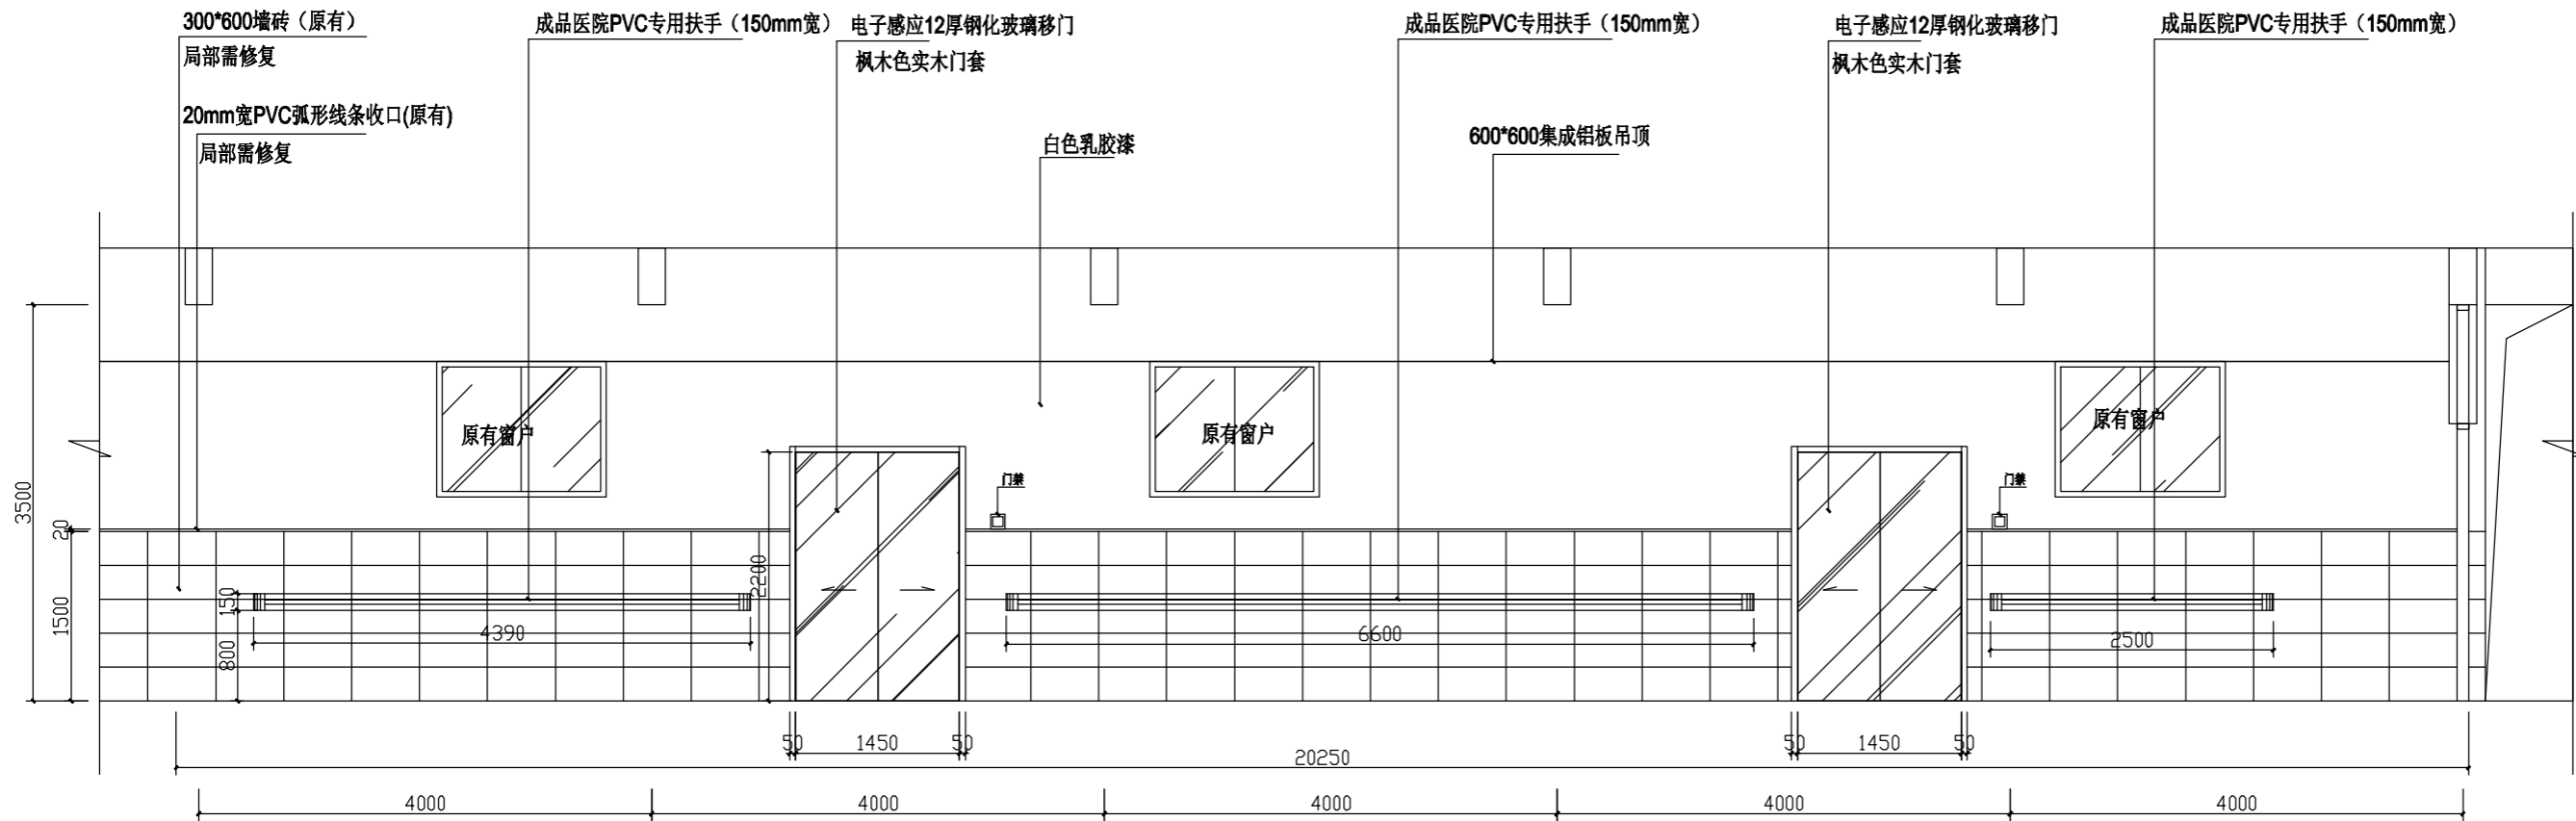 300*600墙砖（原有）
局部需修复
成品医院PVC专用扶手（150mm宽）
电子感应12厚钢化玻璃移门
枫木色实木门套
成品医院PVC专用扶手（150mm宽）
电子感应12厚钢化玻璃移门
枫木色实木门套
成品医院PVC专用扶手（150mm宽）
20mm宽PVC弧形线条收口(原有)
局部需修复
白色乳胶漆
600*600集成铝板吊顶
原有窗户
原有窗户
原有窗户
门禁
门禁
3500
20
1500
150
800
2200
4390
6600
2500
50
1450
50
50
1450
50
20250
4000
4000
4000
4000
4000